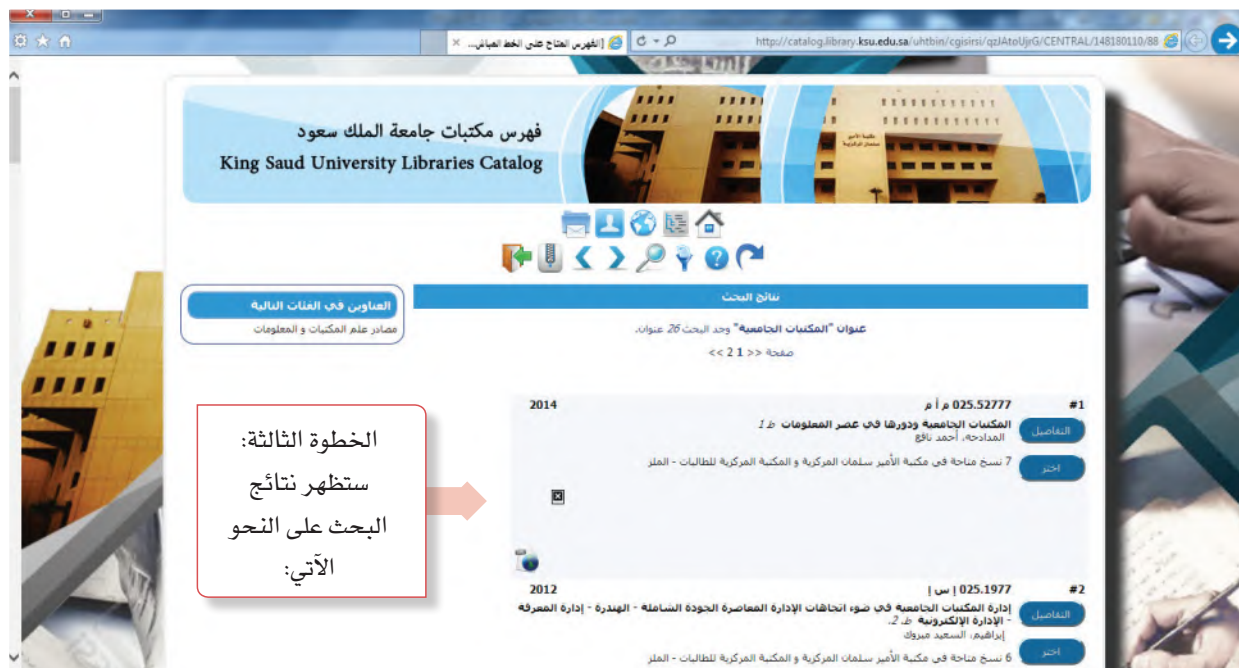 [الفهرس المتاح على الخط المباش...
http://catalog.library.ksu.edu.sa/uhtbin/cgisirsi/qzJAtoUjrG/CENTRAL/148180110/88
فهرس مكتبات جامعة الملك سعود
King Saud University Libraries Catalog
نتائج البحث
عنوان "المكتبات الجامعية" وجد البحث 26 عنوان.
صفحة << 1 2 >>
العناوين في الفئات التالية
مصادر علم المكتبات و المعلومات
#1
025.52777 م أ م
2014
التفاصيل
المكتبات الجامعية ودورها في عصر المعلومات ط 1
المدادحه، أحمد نافع
اختر
7 نسخ متاحة في مكتبة الأمير سلمان المركزية و المكتبة المركزية للطالبات - الملز
الخطوة الثالثة:
ستظهر نتائج
البحث على النحو
الآتي:
#2
025.1977 إ س إ
2012
التفاصيل
إدارة المكتبات الجامعية في ضوء اتجاهات الإدارة المعاصرة الجودة الشاملة - الهندرة - إدارة المعرفة
- الإدارة الإلكترونية ط. 2.
إبراهيم، السعيد مبروك
اختر
6 نسخ متاحة في مكتبة الأمير سلمان المركزية و المكتبة المركزية للطالبات - الملز